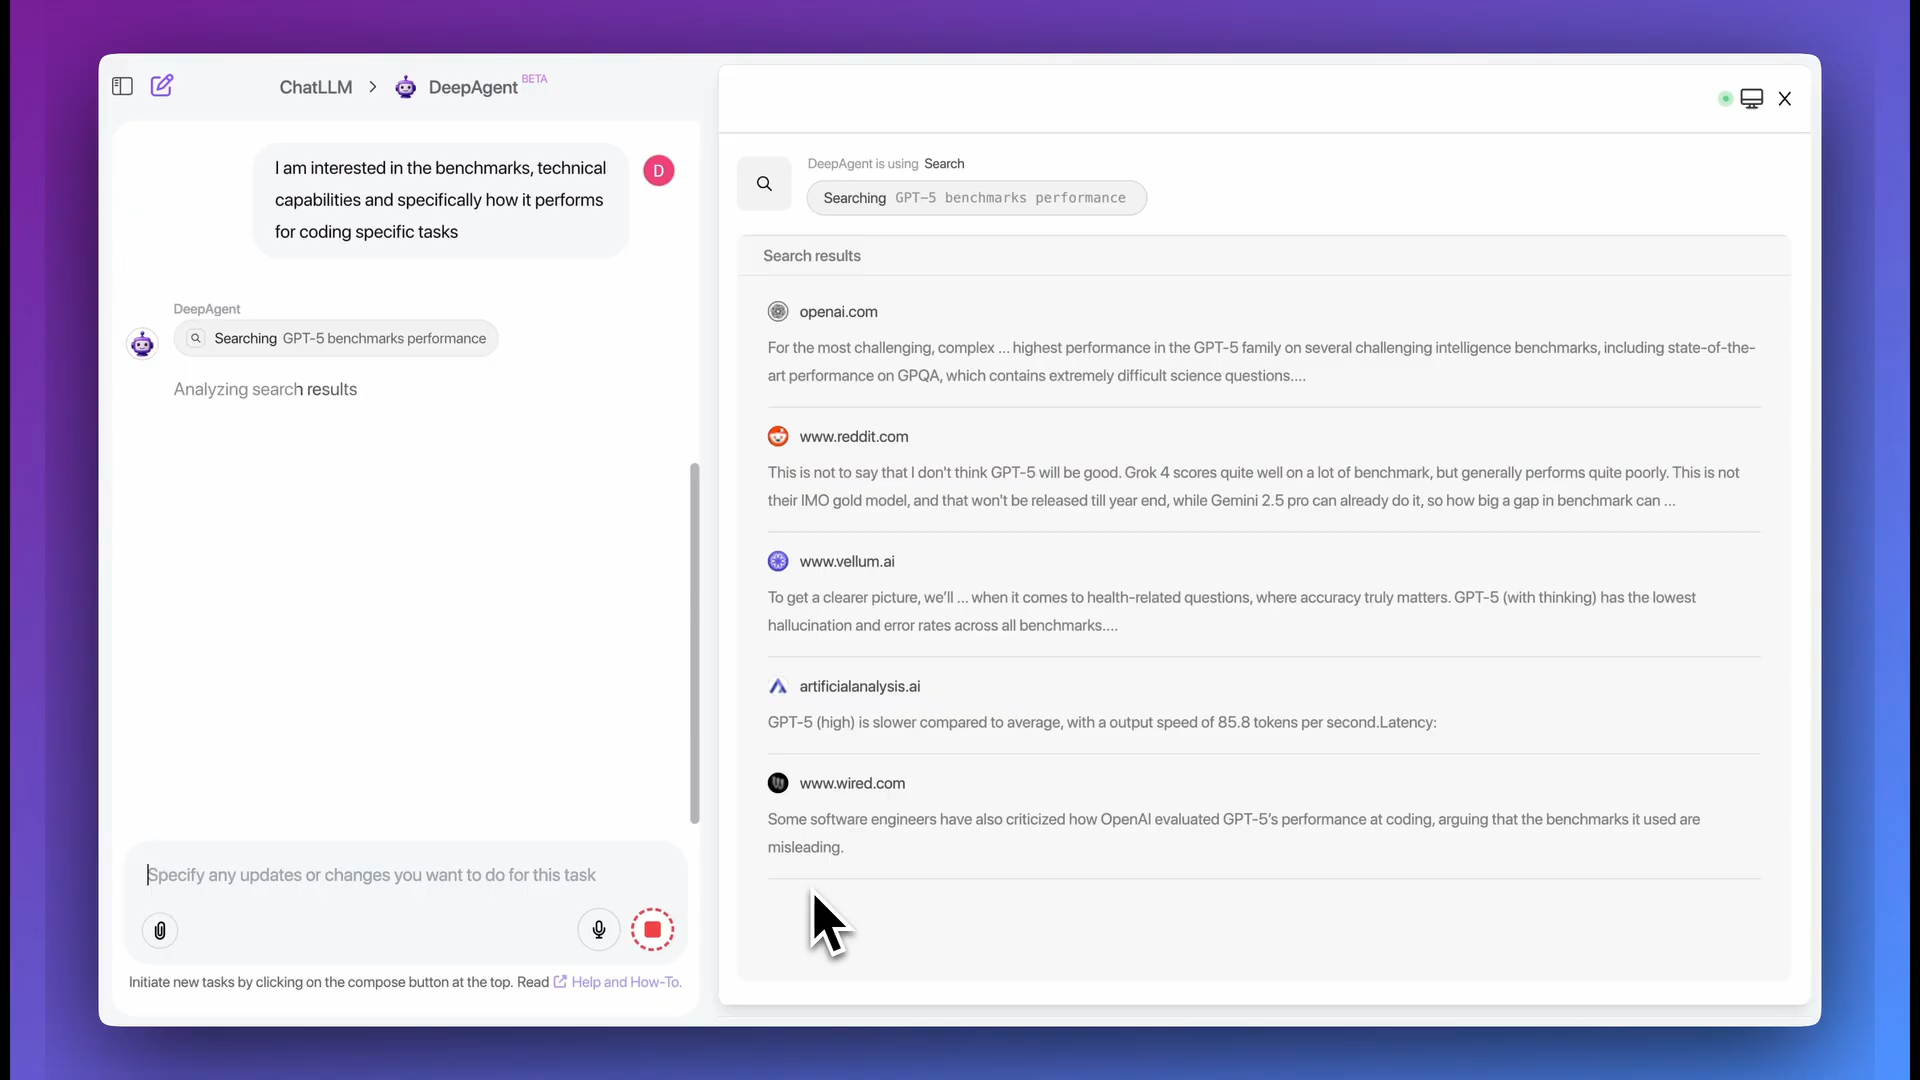 ChatLLM > DeepAgent BETA
I am interested in the benchmarks, technical
capabilities and specifically how it performs
for coding specific tasks
D
DeepAgent
Searching GPT-5 benchmarks performance
Analyzing search results
Specify any updates or changes you want to do for this task
Initiate new tasks by clicking on the compose button at the top. Read Help and How-To.
DeepAgent is using Search
Searching GPT-5 benchmarks performance
Search results
openai.com
For the most challenging, complex ... highest performance in the GPT-5 family on several challenging intelligence benchmarks, including state-of-the-
art performance on GPQA, which contains extremely difficult science questions....
www.reddit.com
This is not to say that I don't think GPT-5 will be good. Grok 4 scores quite well on a lot of benchmark, but generally performs quite poorly. This is not
their IMO gold model, and that won't be released till year end, while Gemini 2.5 pro can already do it, so how big a gap in benchmark can ...
www.vellum.ai
To get a clearer picture, we'll ... when it comes to health-related questions, where accuracy truly matters. GPT-5 (with thinking) has the lowest
hallucination and error rates across all benchmarks....
artificialanalysis.ai
GPT-5 (high) is slower compared to average, with a output speed of 85.8 tokens per second.Latency:
www.wired.com
Some software engineers have also criticized how OpenAI evaluated GPT-5's performance at coding, arguing that the benchmarks it used are
misleading.